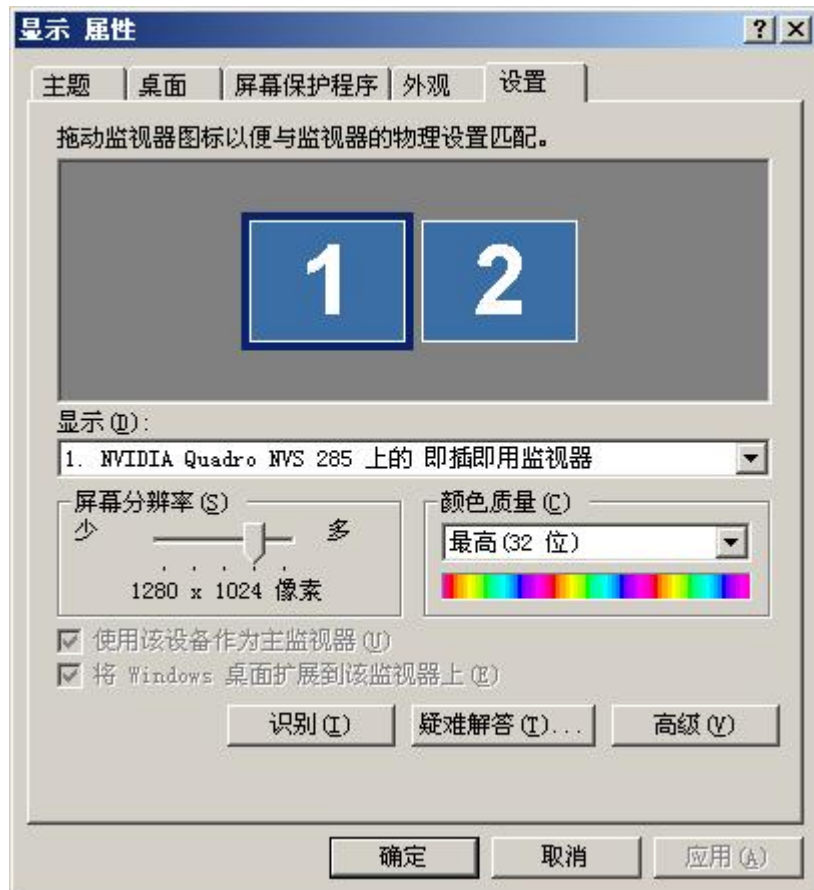 显示 属性
主题 桌面 屏幕保护程序 外观 设置
拖动监视器图标以便与监视器的物理设置匹配。
1 2
显示(D):
1. NVIDIA Quadro NVS 285 上的 即插即用监视器
屏幕分辨率(S) 颜色质量(C)
少 多 最高(32 位)
1280 x 1024 像素
使用该设备作为主监视器(U)
将 Windows 桌面扩展到该监视器上(E)
识别(I) 疑难解答(T)... 高级(V)
确定 取消 应用(A)